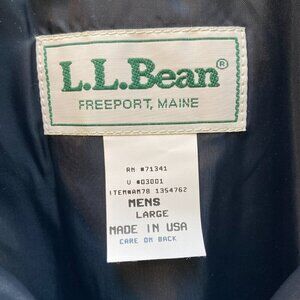 L.L.Bean®
FREEPORT, MAINE
RN #71341
U #03001
ITEM#AM78 1354762
MENS
LARGE
MADE IN USA
CARE ON BACK